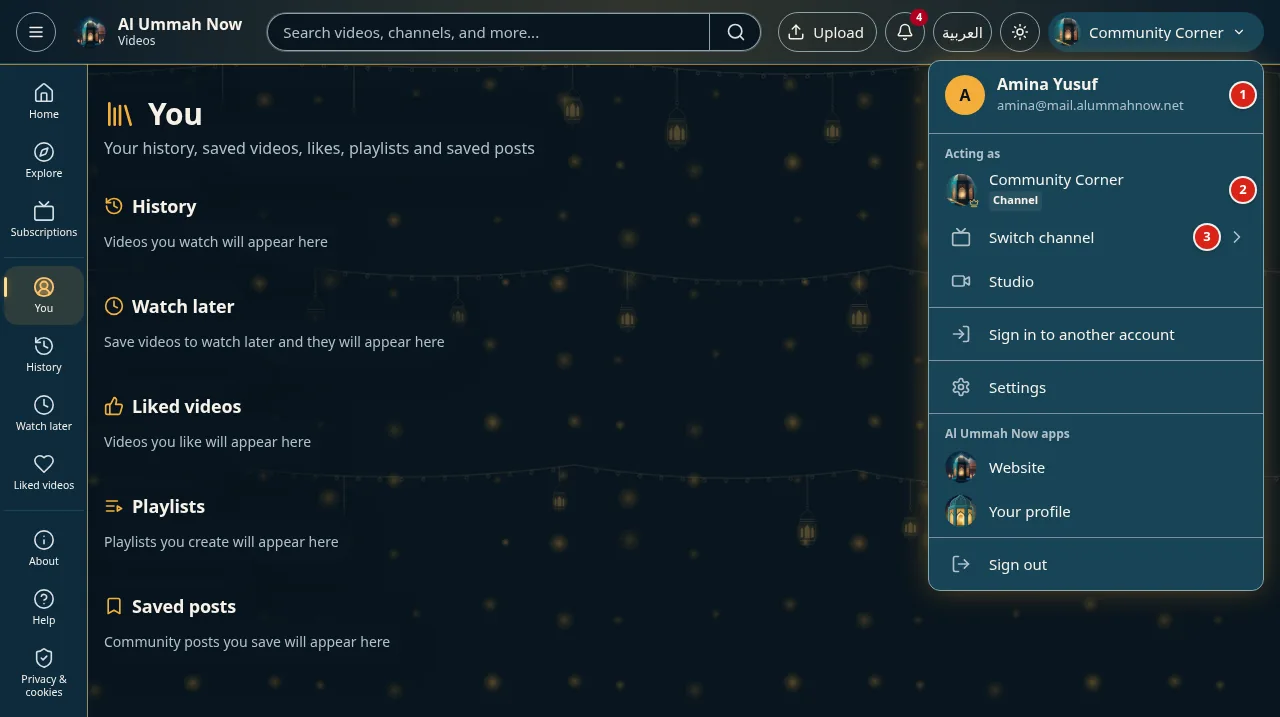 Al Ummah Now
Videos
Search videos, channels, and more...
Upload
4
العربية
Community Corner
Home
Explore
Subscriptions
You
History
Watch later
Liked videos
About
Help
Privacy &
cookies
You
Your history, saved videos, likes, playlists and saved posts
History
Videos you watch will appear here
Watch later
Save videos to watch later and they will appear here
Liked videos
Videos you like will appear here
Playlists
Playlists you create will appear here
Saved posts
Community posts you save will appear here
A
Amina Yusuf
amina@mail.alummahnow.net
1
Acting as
Community Corner
Channel
2
Switch channel
3
Studio
Sign in to another account
Settings
Al Ummah Now apps
Website
Your profile
Sign out